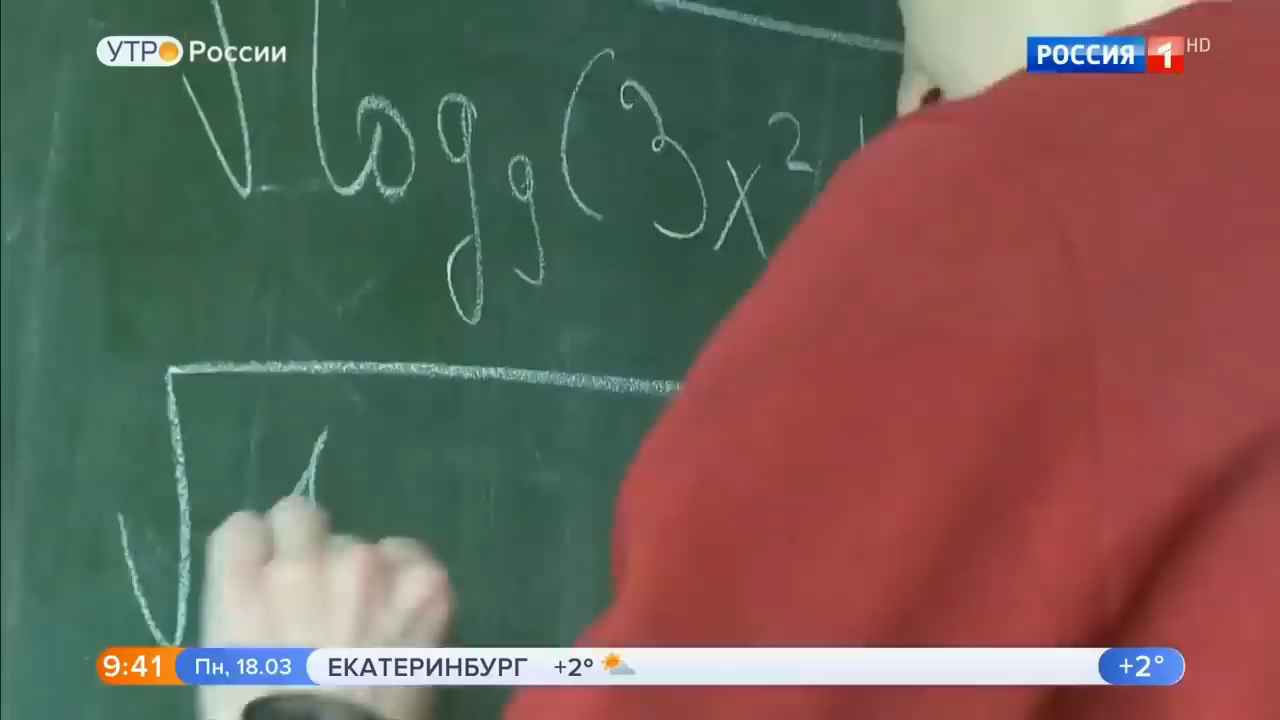 УТРО России
РОССИЯ 1 HD
√log₉(3x²
9:41 Пн, 18.03 ЕКАТЕРИНБУРГ +2° +2°